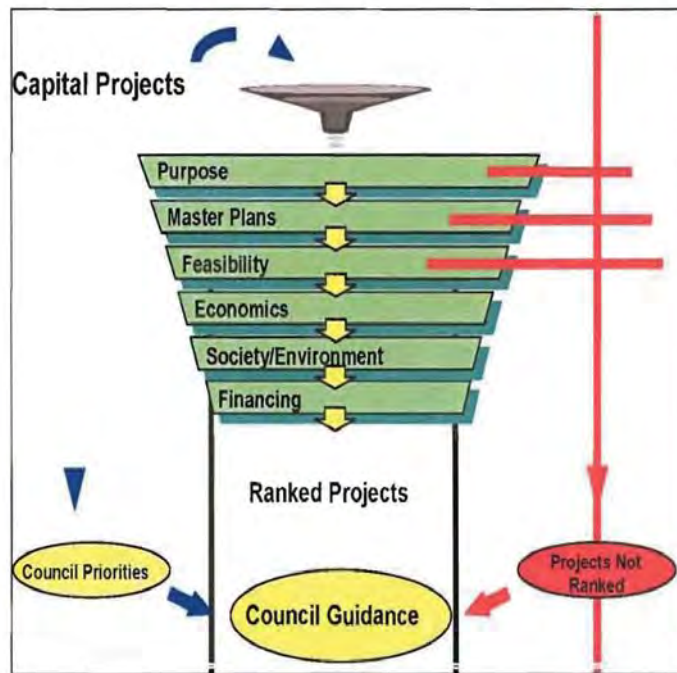 Capital Projects
Purpose
Master Plans
Feasibility
Economics
Society/Environment
Financing
Ranked Projects
Council Priorities
Council Guidance
Projects Not
Ranked